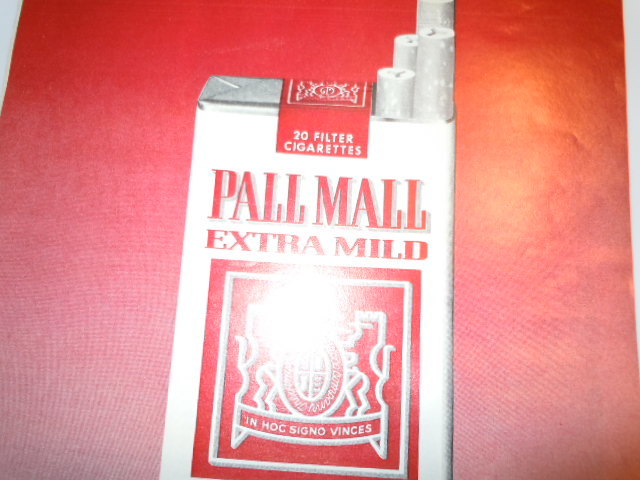 20 FILTER
CIGARETTES
PALL MALL
EXTRA MILD
IN HOC SIGNO VINCES